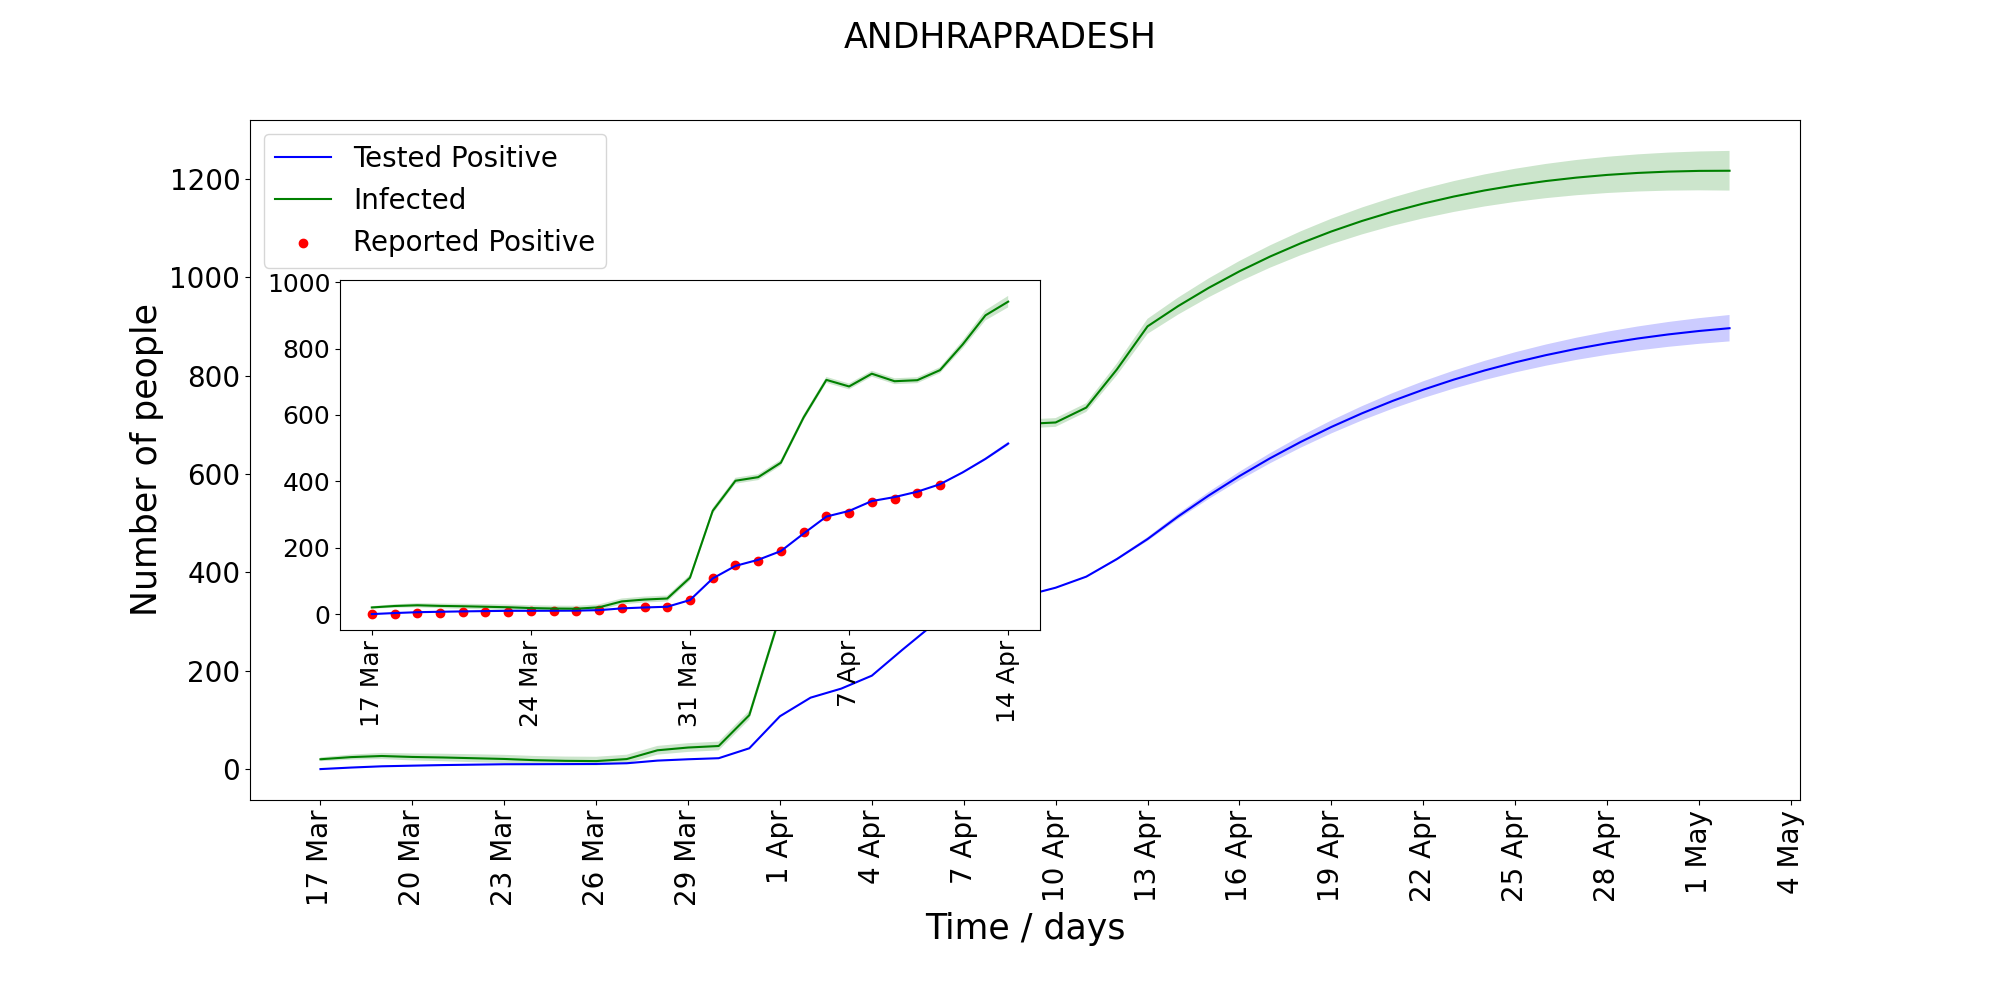 ANDHRAPRADESH
Tested Positive
Infected
Reported Positive
Number of people
1200
1000
800
600
400
200
0
1000
800
600
400
200
0
17 Mar
24 Mar
31 Mar
7 Apr
14 Apr
17 Mar
20 Mar
23 Mar
26 Mar
29 Mar
1 Apr
4 Apr
7 Apr
10 Apr
13 Apr
16 Apr
19 Apr
22 Apr
25 Apr
28 Apr
1 May
4 May
Time / days